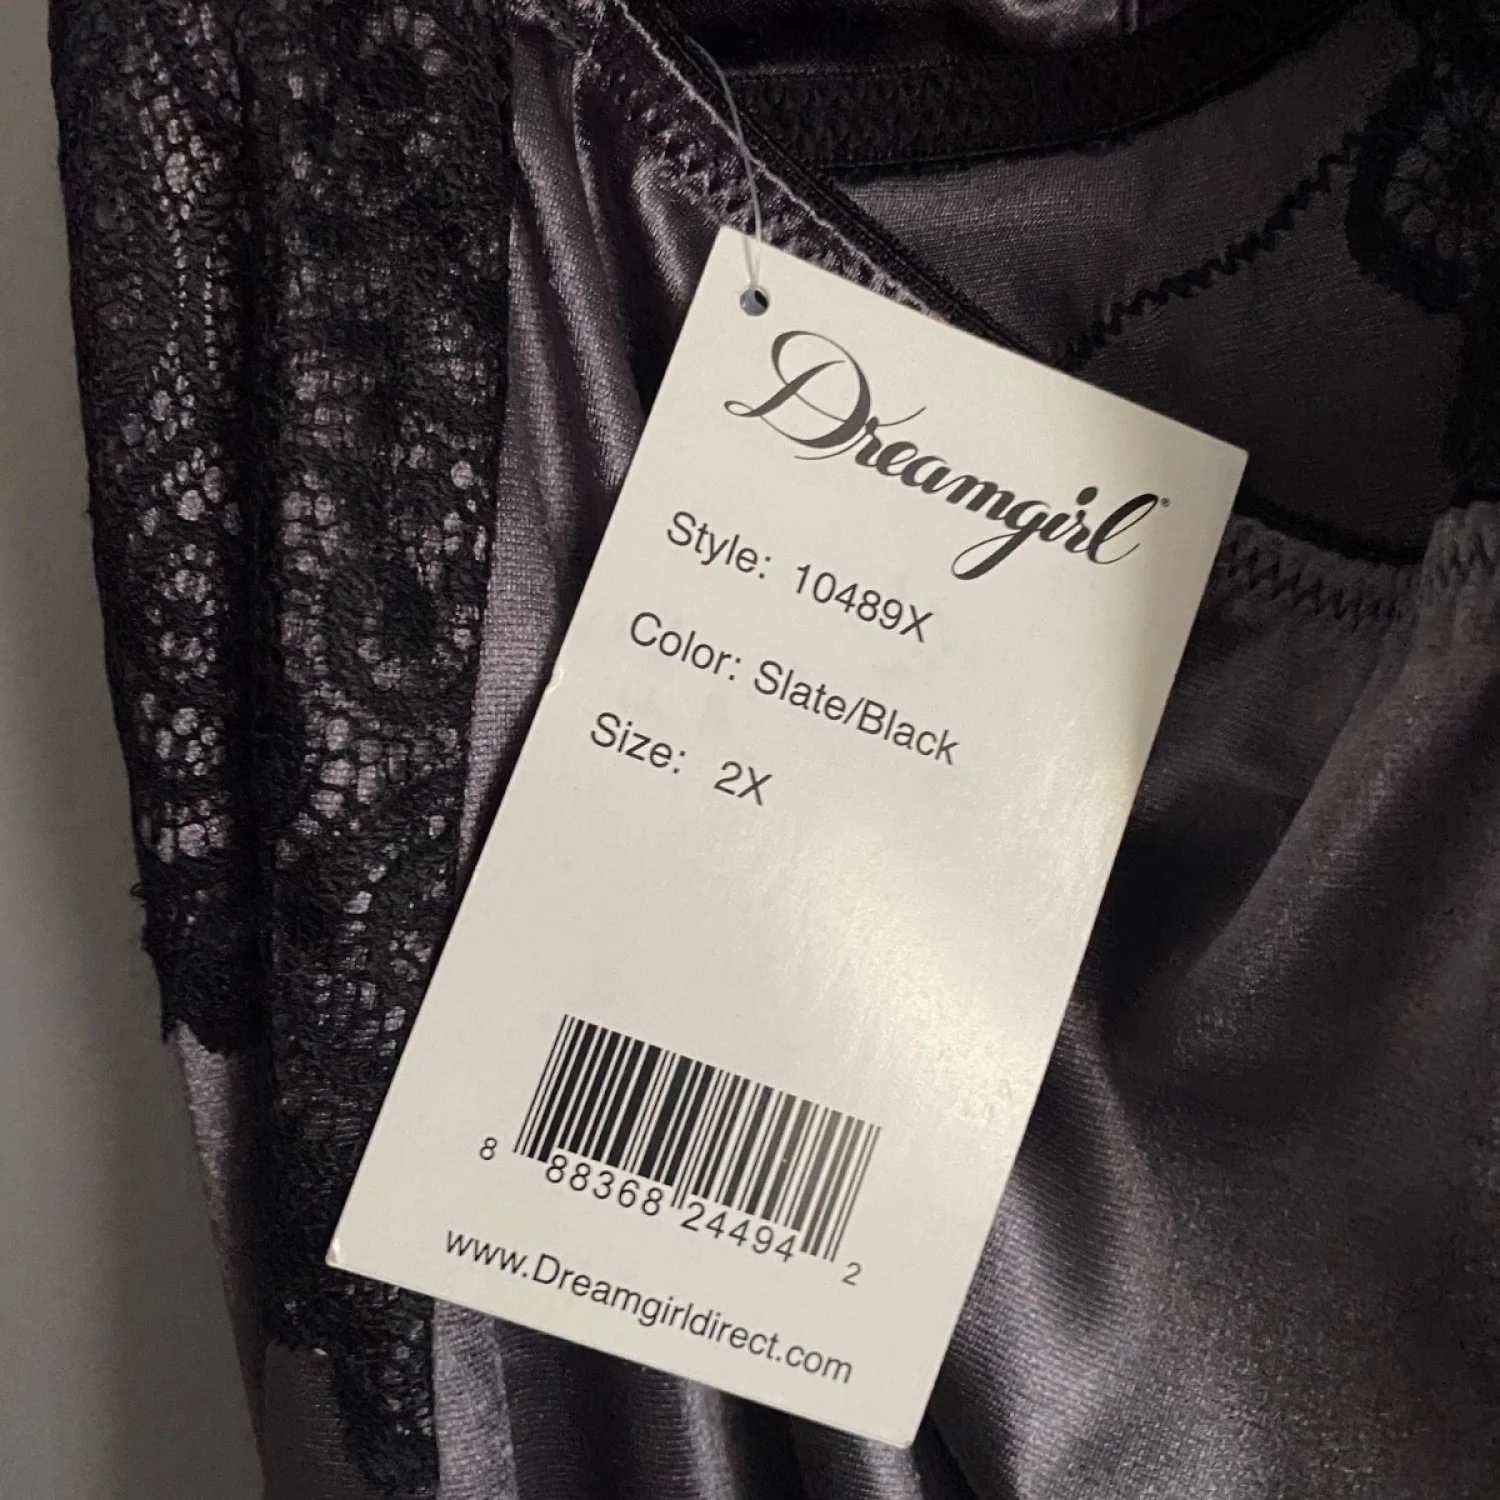 Dreamgirl®
Style: 10489X
Color: Slate/Black
Size: 2X
8 88368 24494 2
www.Dreamgirldirect.com